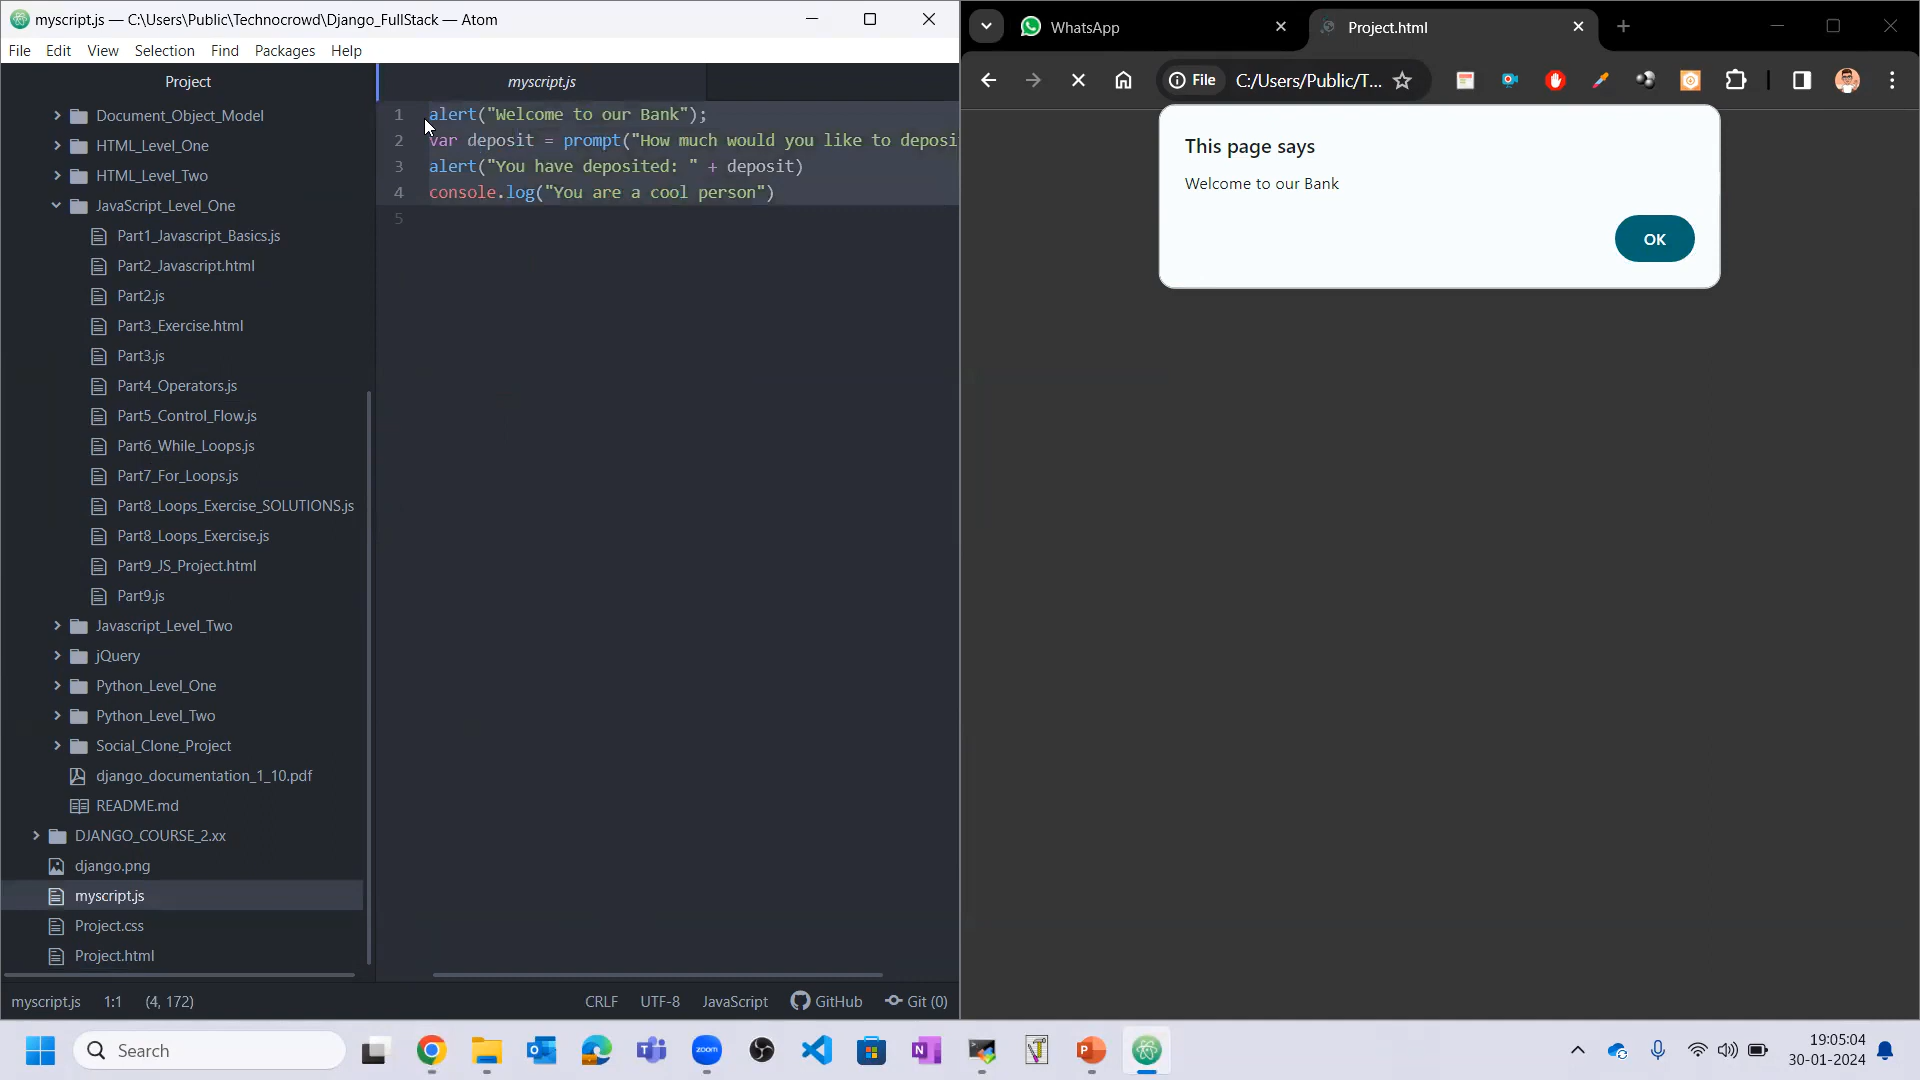 myscript.js — C:\Users\Public\Technocrowd\Django_FullStack — Atom
File Edit View Selection Find Packages Help
Project
Document_Object_Model
HTML_Level_One
HTML_Level_Two
JavaScript_Level_One
Part1_Javascript_Basics.js
Part2_Javascript.html
Part2.js
Part3_Exercise.html
Part3.js
Part4_Operators.js
Part5_Control_Flow.js
Part6_While_Loops.js
Part7_For_Loops.js
Part8_Loops_Exercise_SOLUTIONS.js
Part8_Loops_Exercise.js
Part9_JS_Project.html
Part9.js
Javascript_Level_Two
jQuery
Python_Level_One
Python_Level_Two
Social_Clone_Project
django_documentation_1_10.pdf
README.md
DJANGO_COURSE_2.xx
django.png
myscript.js
Project.css
Project.html
myscript.js
1 alert("Welcome to our Bank");
2 var deposit = prompt("How much would you like to deposi
3 alert("You have deposited: " + deposit)
4 console.log("You are a cool person")
5
myscript.js 1:1 (4, 172) CRLF UTF-8 JavaScript GitHub Git (0)
WhatsApp
Project.html
File C:/Users/Public/T...
This page says
Welcome to our Bank
OK
Search
zoom
19:05:04
30-01-2024